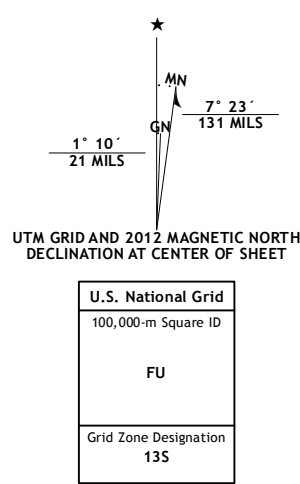 ★
MN
7° 23´
131 MILS
GN
1° 10´
21 MILS
UTM GRID AND 2012 MAGNETIC NORTH
DECLINATION AT CENTER OF SHEET
U.S. National Grid
100,000-m Square ID
FU
Grid Zone Designation
13S